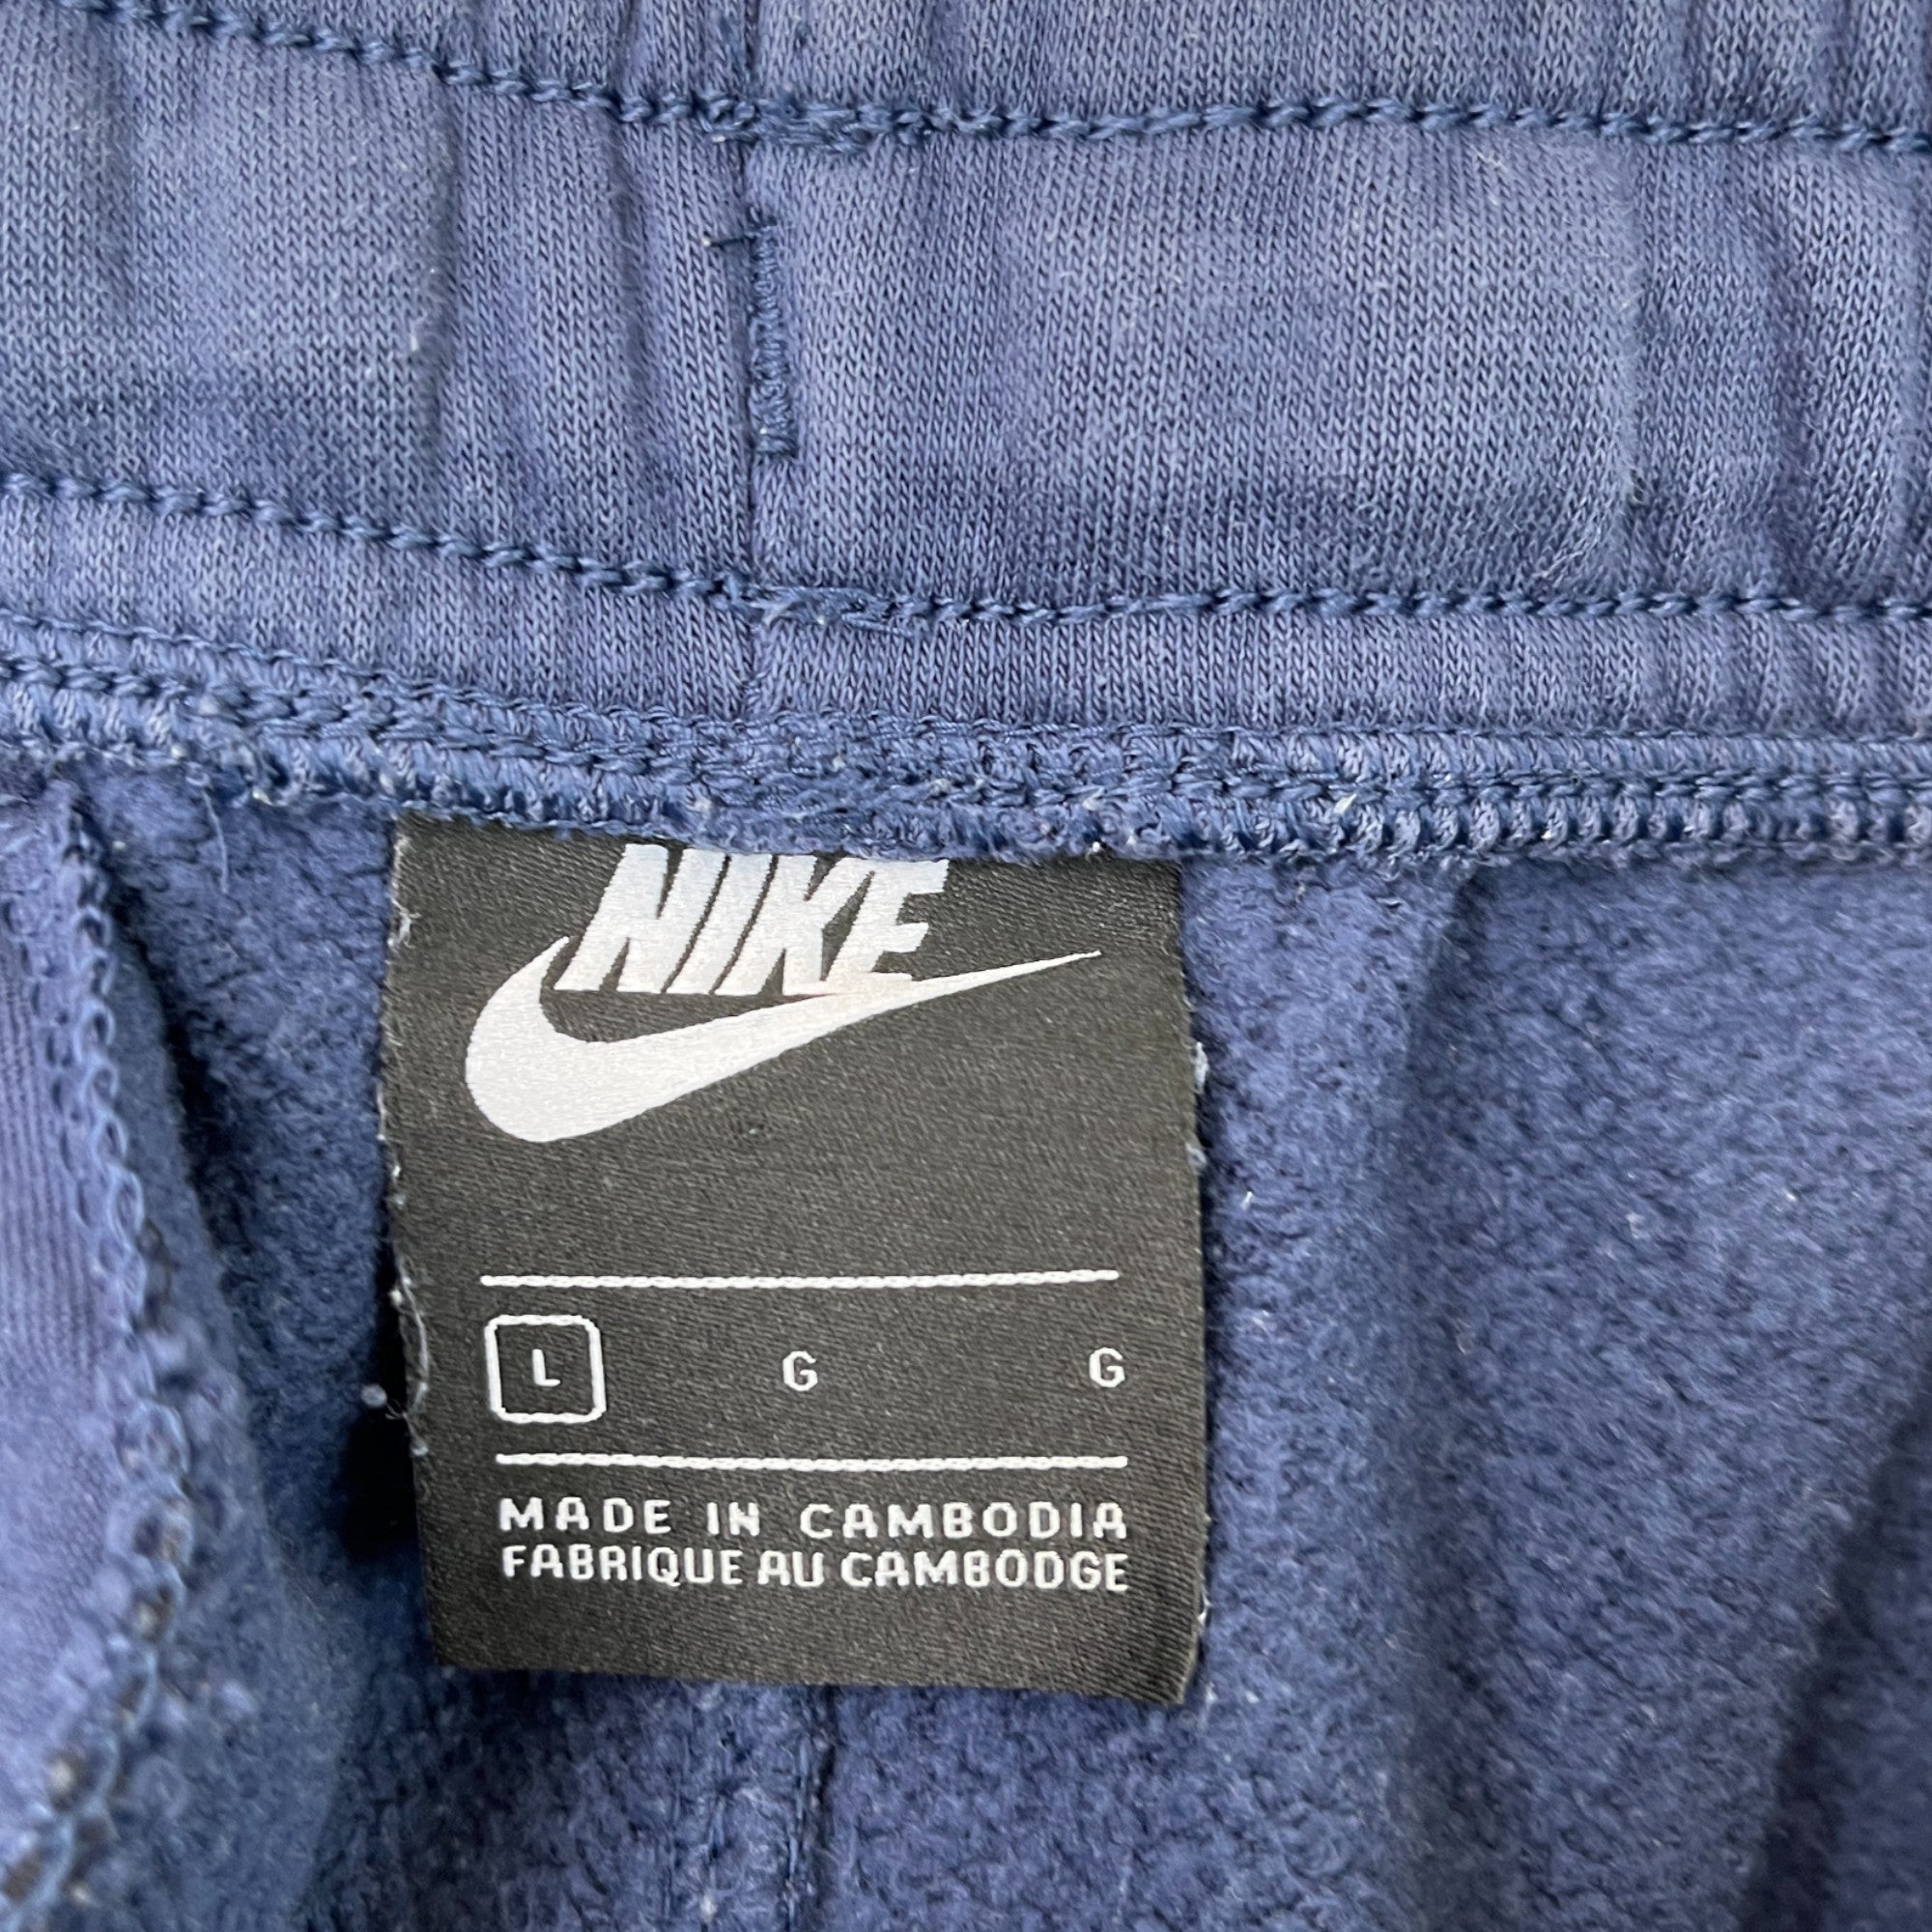 NIKE
L G G
MADE IN CAMBODIA
FABRIQUE AU CAMBODGE